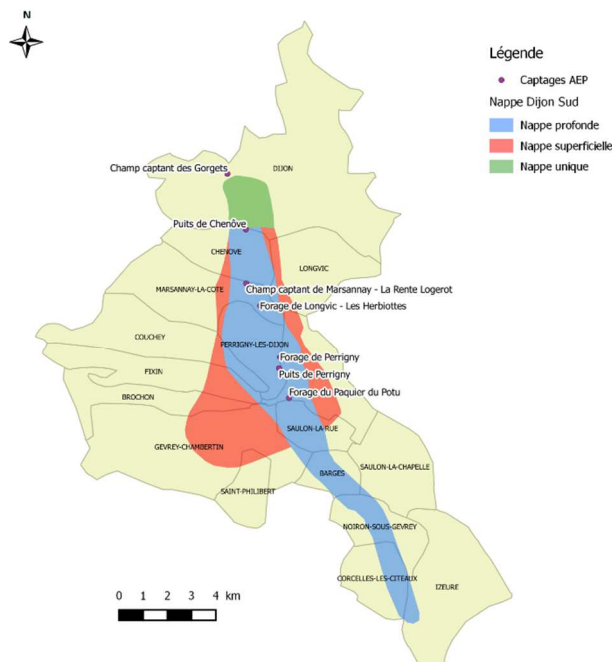 N
Légende
Captages AEP
Nappe Dijon Sud
Nappe profonde
Nappe superficielle
Nappe unique
Champ captant des Gorgets
DIJON
Puits de Chenôve
CHENOVE
LONGVIC
MARSANNAY-LA-COTE
Champ captant de Marsannay - La Rente Logerot
Forage de Longvic - Les Herbiottes
COUCHEY
PERRIGNY-LES-DIJON
Forage de Perrigny
FIXIN
Puits de Perrigny
BROCHON
Forage du Paquier du Potu
SAULON-LA-RUE
GEVREY-CHAMBERTIN
SAULON-LA-CHAPELLE
BARGES
SAINT-PHILIBERT
NOIRON-SOUS-GEVREY
CORCELLES-LES-CITEAUX
IZEURE
0 1 2 3 4 km